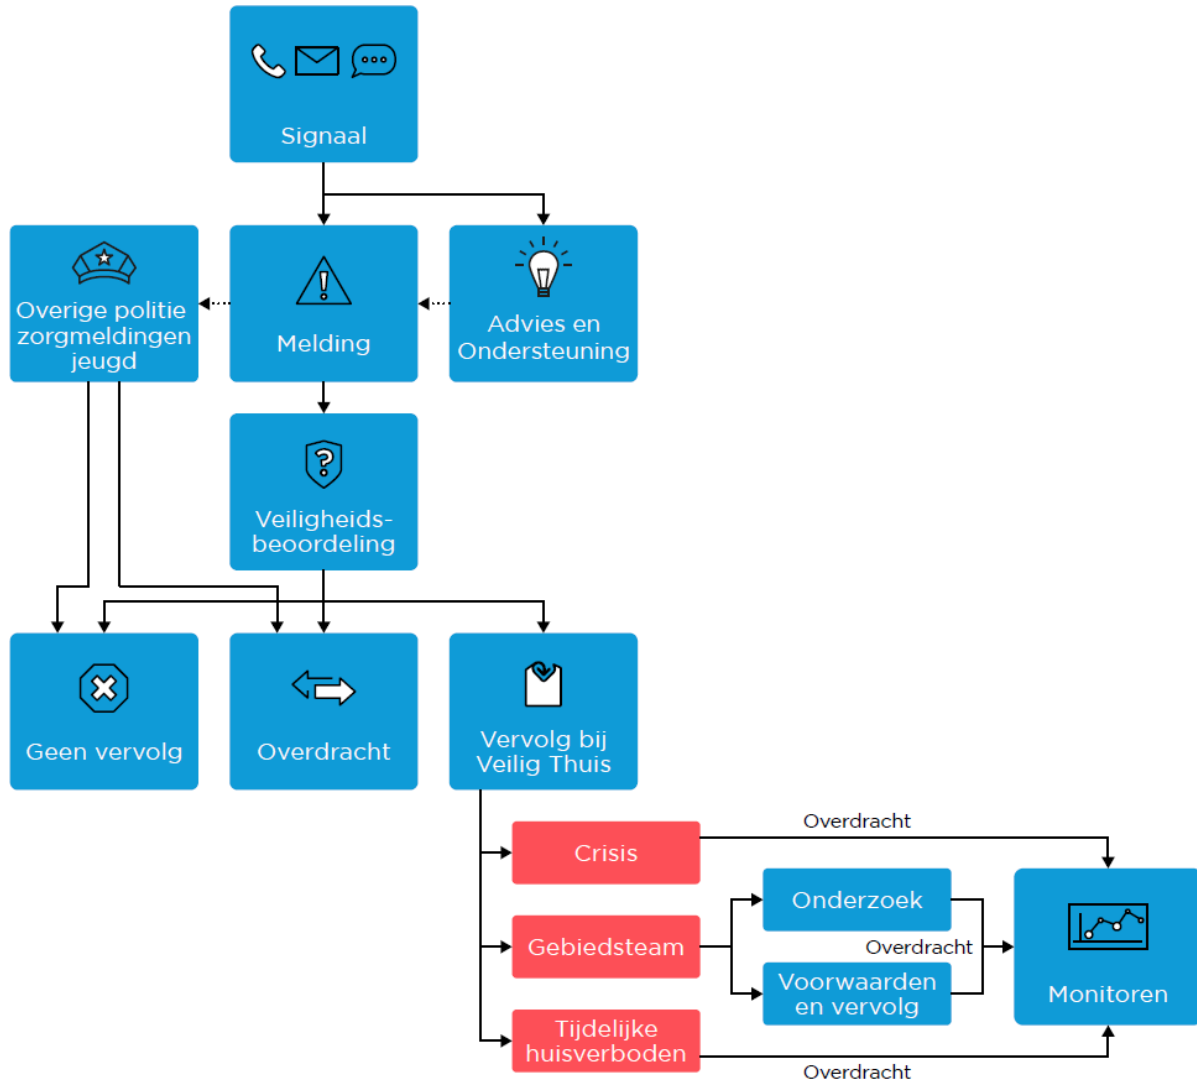 Signaal
Overige politie
zorgmeldingen
jeugd
Melding
Advies en
Ondersteuning
Veiligheids-
beoordeling
Geen vervolg
Overdracht
Vervolg bij
Veilig Thuis
Crisis
Overdracht
Gebiedsteam
Onderzoek
Overdracht
Voorwaarden
en vervolg
Monitoren
Tijdelijke
huisverboden
Overdracht